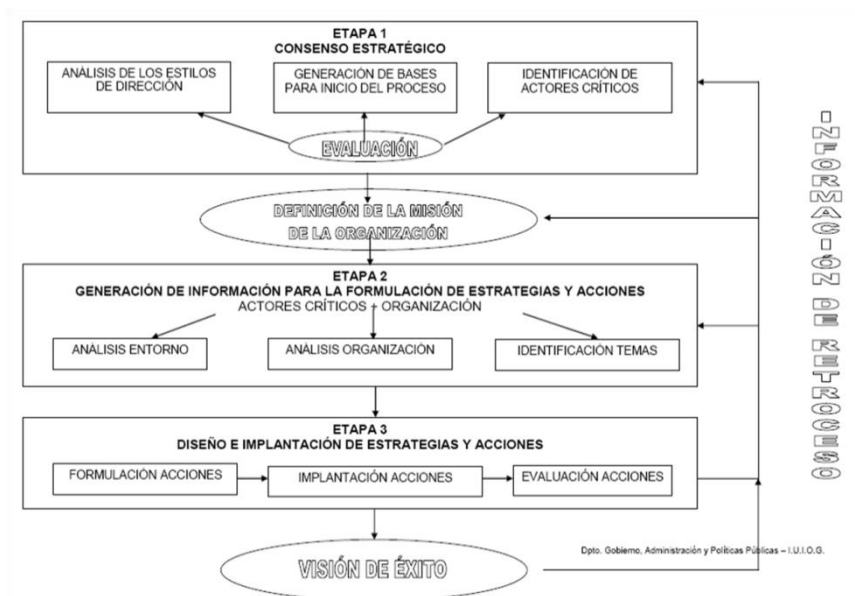 ETAPA 1
CONSENSO ESTRATÉGICO
ANÁLISIS DE LOS ESTILOS
DE DIRECCIÓN
GENERACIÓN DE BASES
PARA INICIO DEL PROCESO
IDENTIFICACIÓN DE
ACTORES CRÍTICOS
EVALUACIÓN
DEFINICIÓN DE LA MISIÓN
DE LA ORGANIZACIÓN
ETAPA 2
GENERACIÓN DE INFORMACIÓN PARA LA FORMULACIÓN DE ESTRATEGIAS Y ACCIONES
ACTORES CRÍTICOS + ORGANIZACIÓN
ANÁLISIS ENTORNO
ANÁLISIS ORGANIZACIÓN
IDENTIFICACIÓN TEMAS
ETAPA 3
DISEÑO E IMPLANTACIÓN DE ESTRATEGIAS Y ACCIONES
FORMULACIÓN ACCIONES
IMPLANTACIÓN ACCIONES
EVALUACIÓN ACCIONES
VISIÓN DE ÉXITO
Dpto. Gobierno, Administración y Políticas Públicas – I.U.I.O.G.
INFORMACIÓN DE RETROCESO